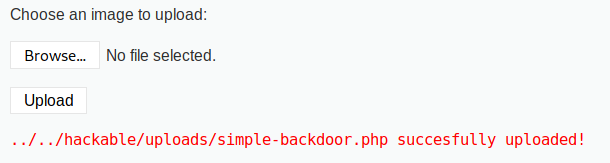 Choose an image to upload:
Browse... No file selected.
Upload
../../hackable/uploads/simple-backdoor.php succesfully uploaded!